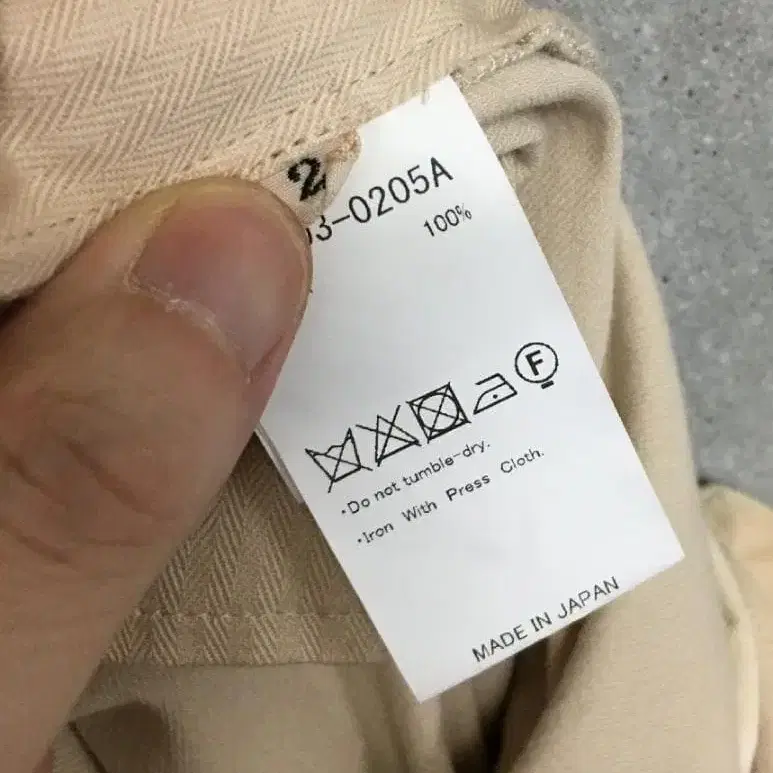 2
3-0205A
100%
F
·Do not tumble-dry.
·Iron With Press Cloth.
MADE IN JAPAN